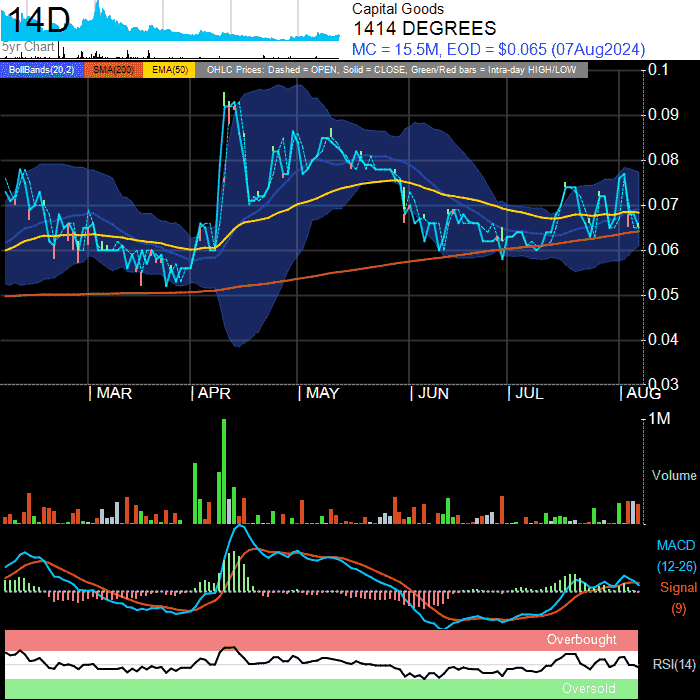 14D
5yr Chart
Capital Goods
1414 DEGREES
MC = 15.5M, EOD = $0.065 (07Aug2024)
BollBands(20,2) SMA(200) EMA(50) OHLC Prices: Dashed = OPEN, Solid = CLOSE, Green/Red bars = Intra-day HIGH/LOW
0.1
0.09
0.08
0.07
0.06
0.05
0.04
0.03
MAR APR MAY JUN JUL AUG
1M
Volume
MACD
(12-26)
Signal
(9)
Overbought
RSI(14)
Oversold